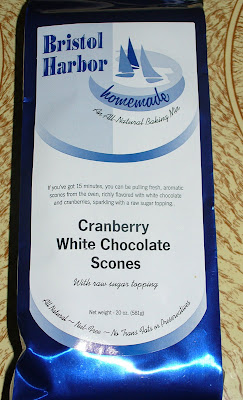 Bristol
Harbor
homemade
An All-Natural Baking Mix
If you've got 15 minutes, you can be pulling fresh, aromatic
scones from the oven, richly flavored with white chocolate
and cranberries, sparkling with a raw sugar topping.
Cranberry
White Chocolate
Scones
With raw sugar topping
Net weight - 20 oz. (581g)
All Natural ~ Nut-Free ~ No Trans Fats or Preservatives